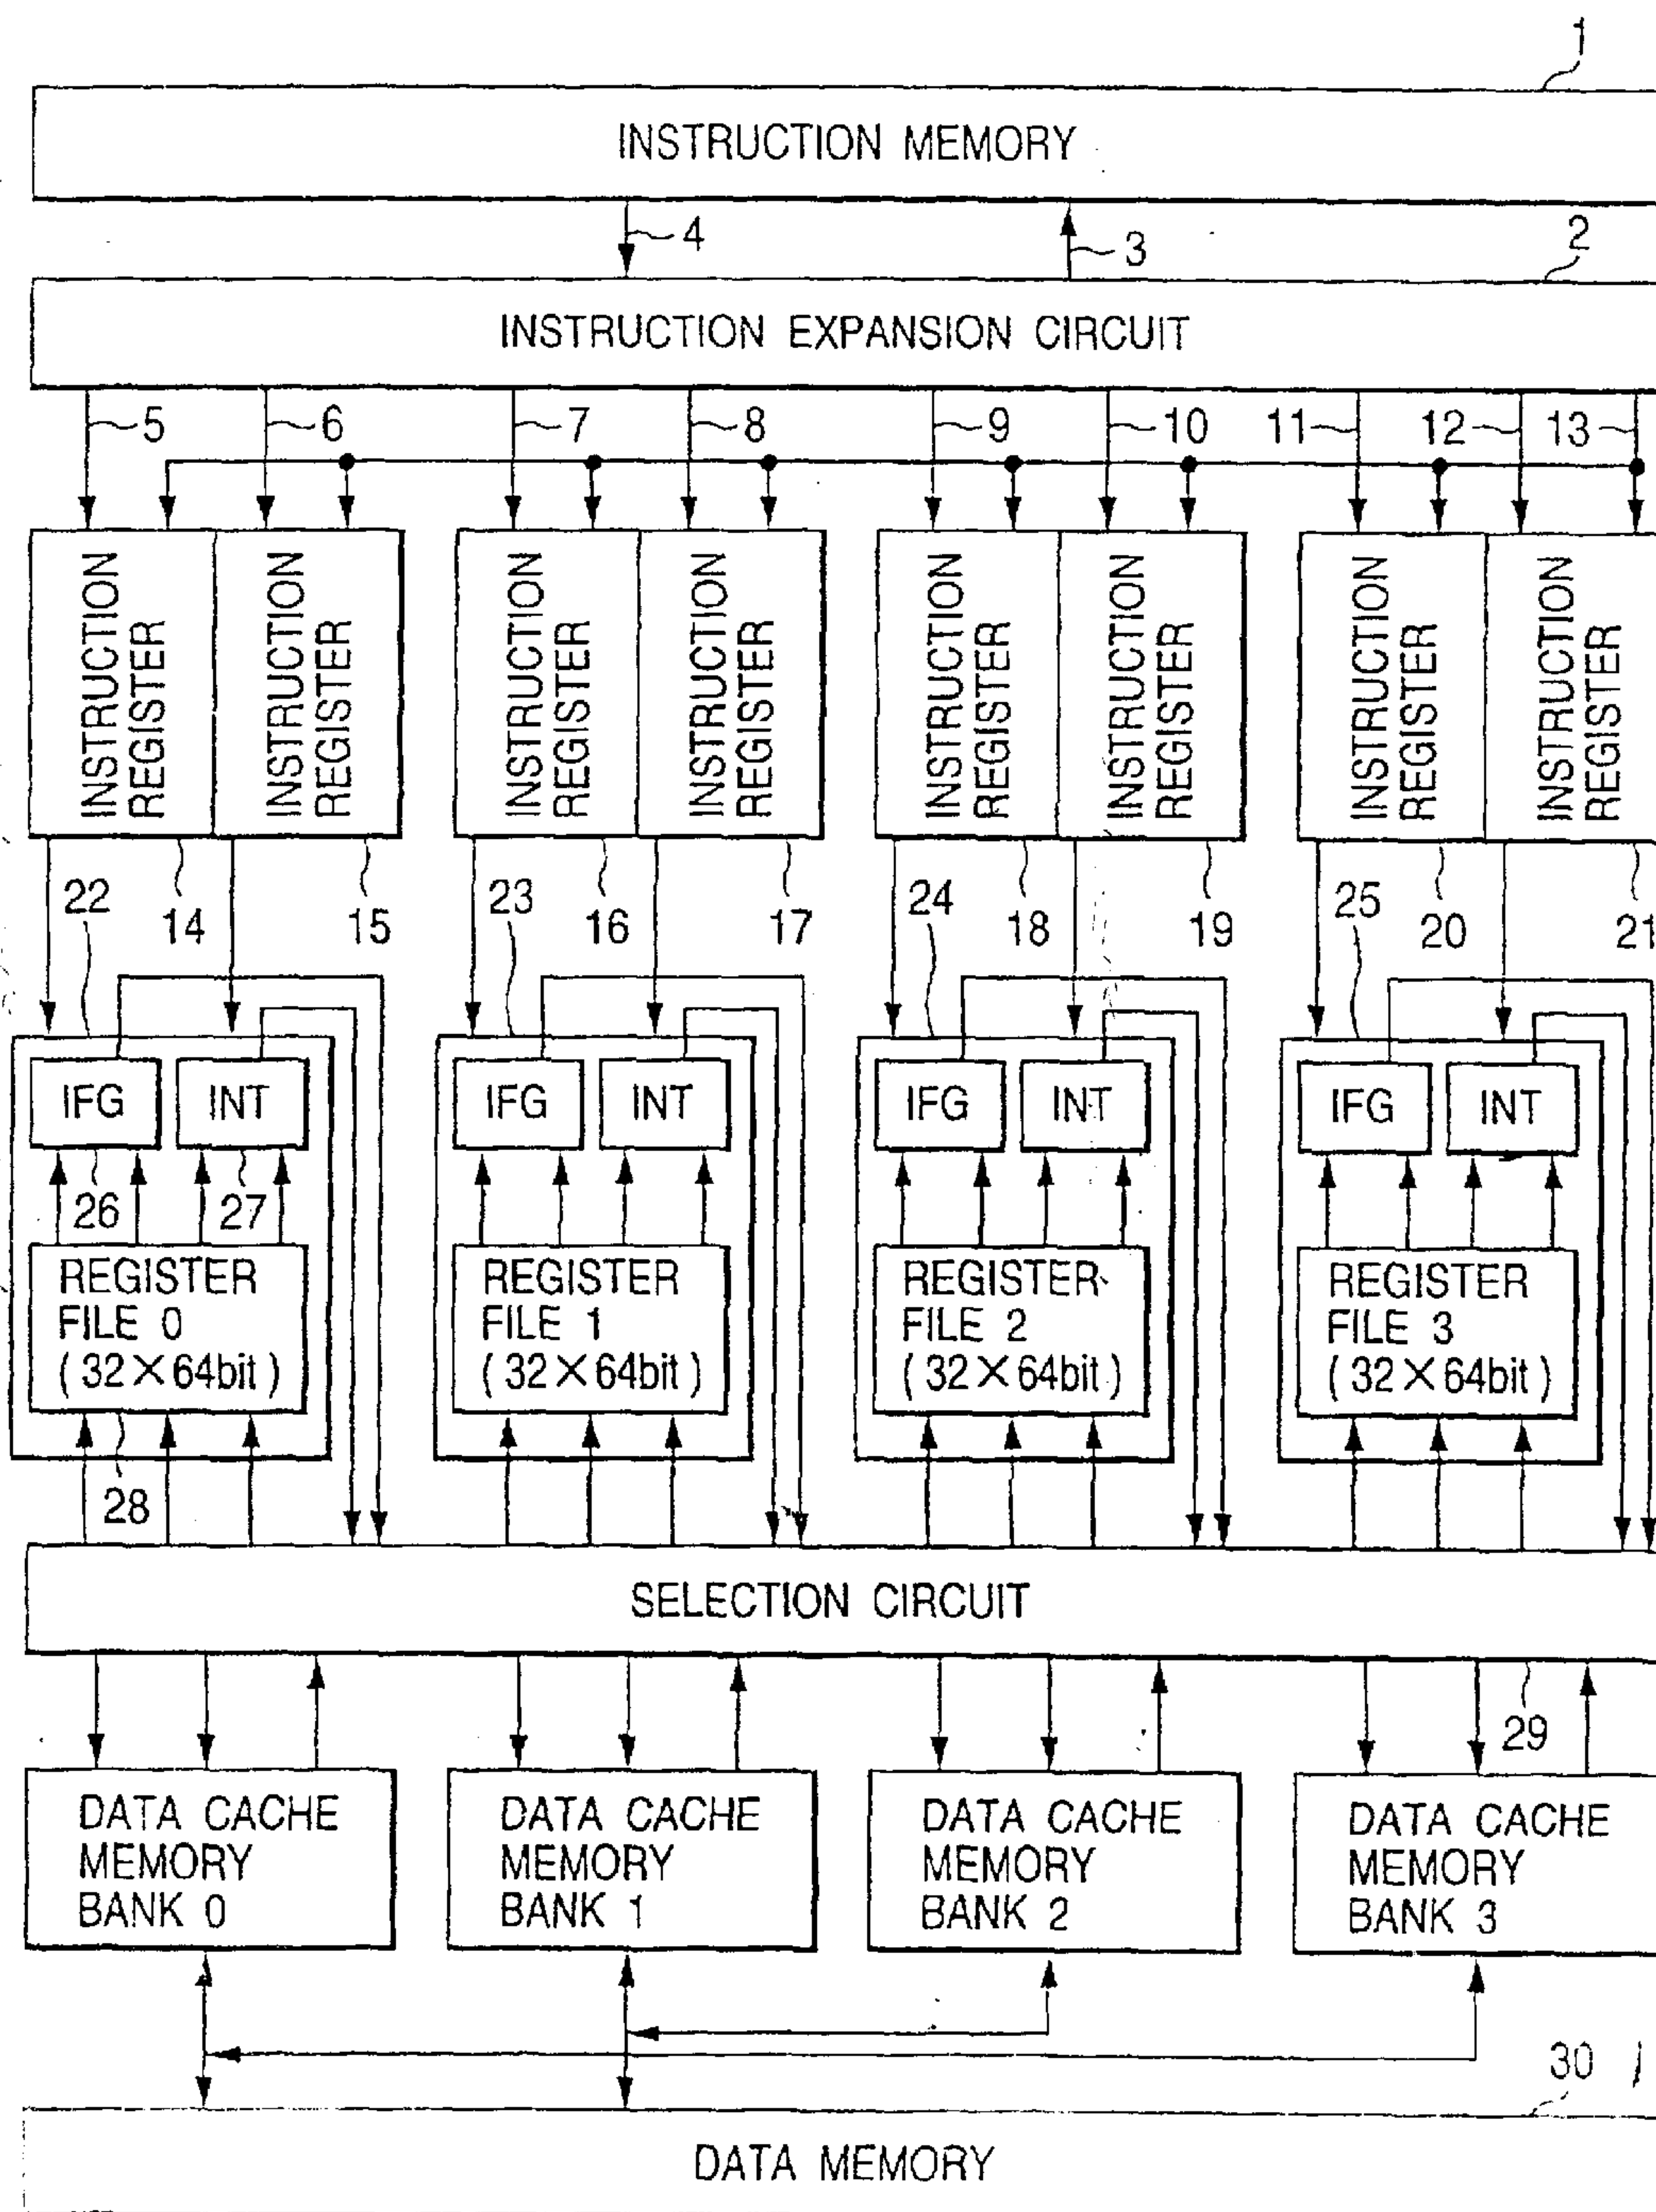 1
INSTRUCTION MEMORY
4
3
2
INSTRUCTION EXPANSION CIRCUIT
5
6
7
8
9
10
11
12
13
INSTRUCTION
REGISTER
INSTRUCTION
REGISTER
INSTRUCTION
REGISTER
INSTRUCTION
REGISTER
INSTRUCTION
REGISTER
INSTRUCTION
REGISTER
INSTRUCTION
REGISTER
INSTRUCTION
REGISTER
22
14
15
23
16
17
24
18
19
25
20
21
IFG
INT
IFG
INT
IFG
INT
IFG
INT
26
27
REGISTER
FILE 0
(32×64bit)
REGISTER
FILE 1
(32×64bit)
REGISTER
FILE 2
(32×64bit)
REGISTER
FILE 3
(32×64bit)
28
SELECTION CIRCUIT
29
DATA CACHE
MEMORY
BANK 0
DATA CACHE
MEMORY
BANK 1
DATA CACHE
MEMORY
BANK 2
DATA CACHE
MEMORY
BANK 3
30
DATA MEMORY